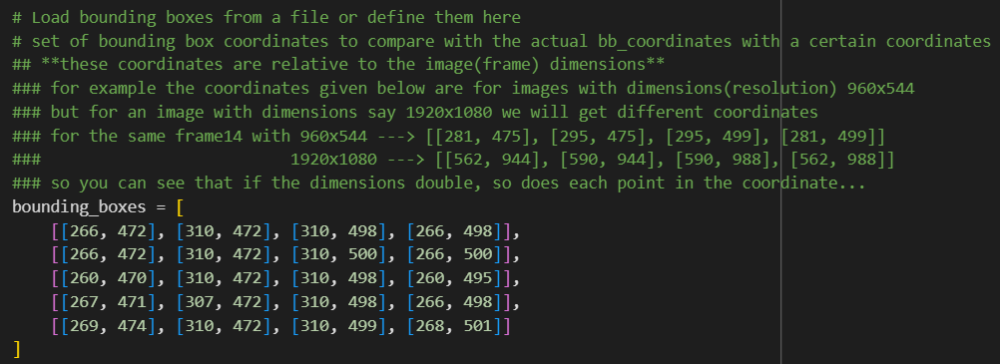 # Load bounding boxes from a file or define them here
# set of bounding box coordinates to compare with the actual bb_coordinates with a certain coordinates
## **these coordinates are relative to the image(frame) dimensions**
### for example the coordinates given below are for images with dimensions(resolution) 960x544
### but for an image with dimensions say 1920x1080 we will get different coordinates
### for the same frame14 with 960x544 ---> [[281, 475], [295, 475], [295, 499], [281, 499]]
###                         1920x1080 ---> [[562, 944], [590, 944], [590, 988], [562, 988]]
### so you can see that if the dimensions double, so does each point in the coordinate...
bounding_boxes = [
    [[266, 472], [310, 472], [310, 498], [266, 498]],
    [[266, 472], [310, 472], [310, 500], [266, 500]],
    [[260, 470], [310, 472], [310, 498], [260, 495]],
    [[267, 471], [307, 472], [310, 498], [266, 498]],
    [[269, 474], [310, 472], [310, 499], [268, 501]]
]